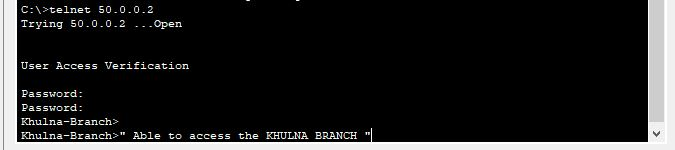 C:\>telnet 50.0.0.2
Trying 50.0.0.2 ...Open
User Access Verification
Password:
Password:
Khulna-Branch>
Khulna-Branch>" Able to access the KHULNA BRANCH "